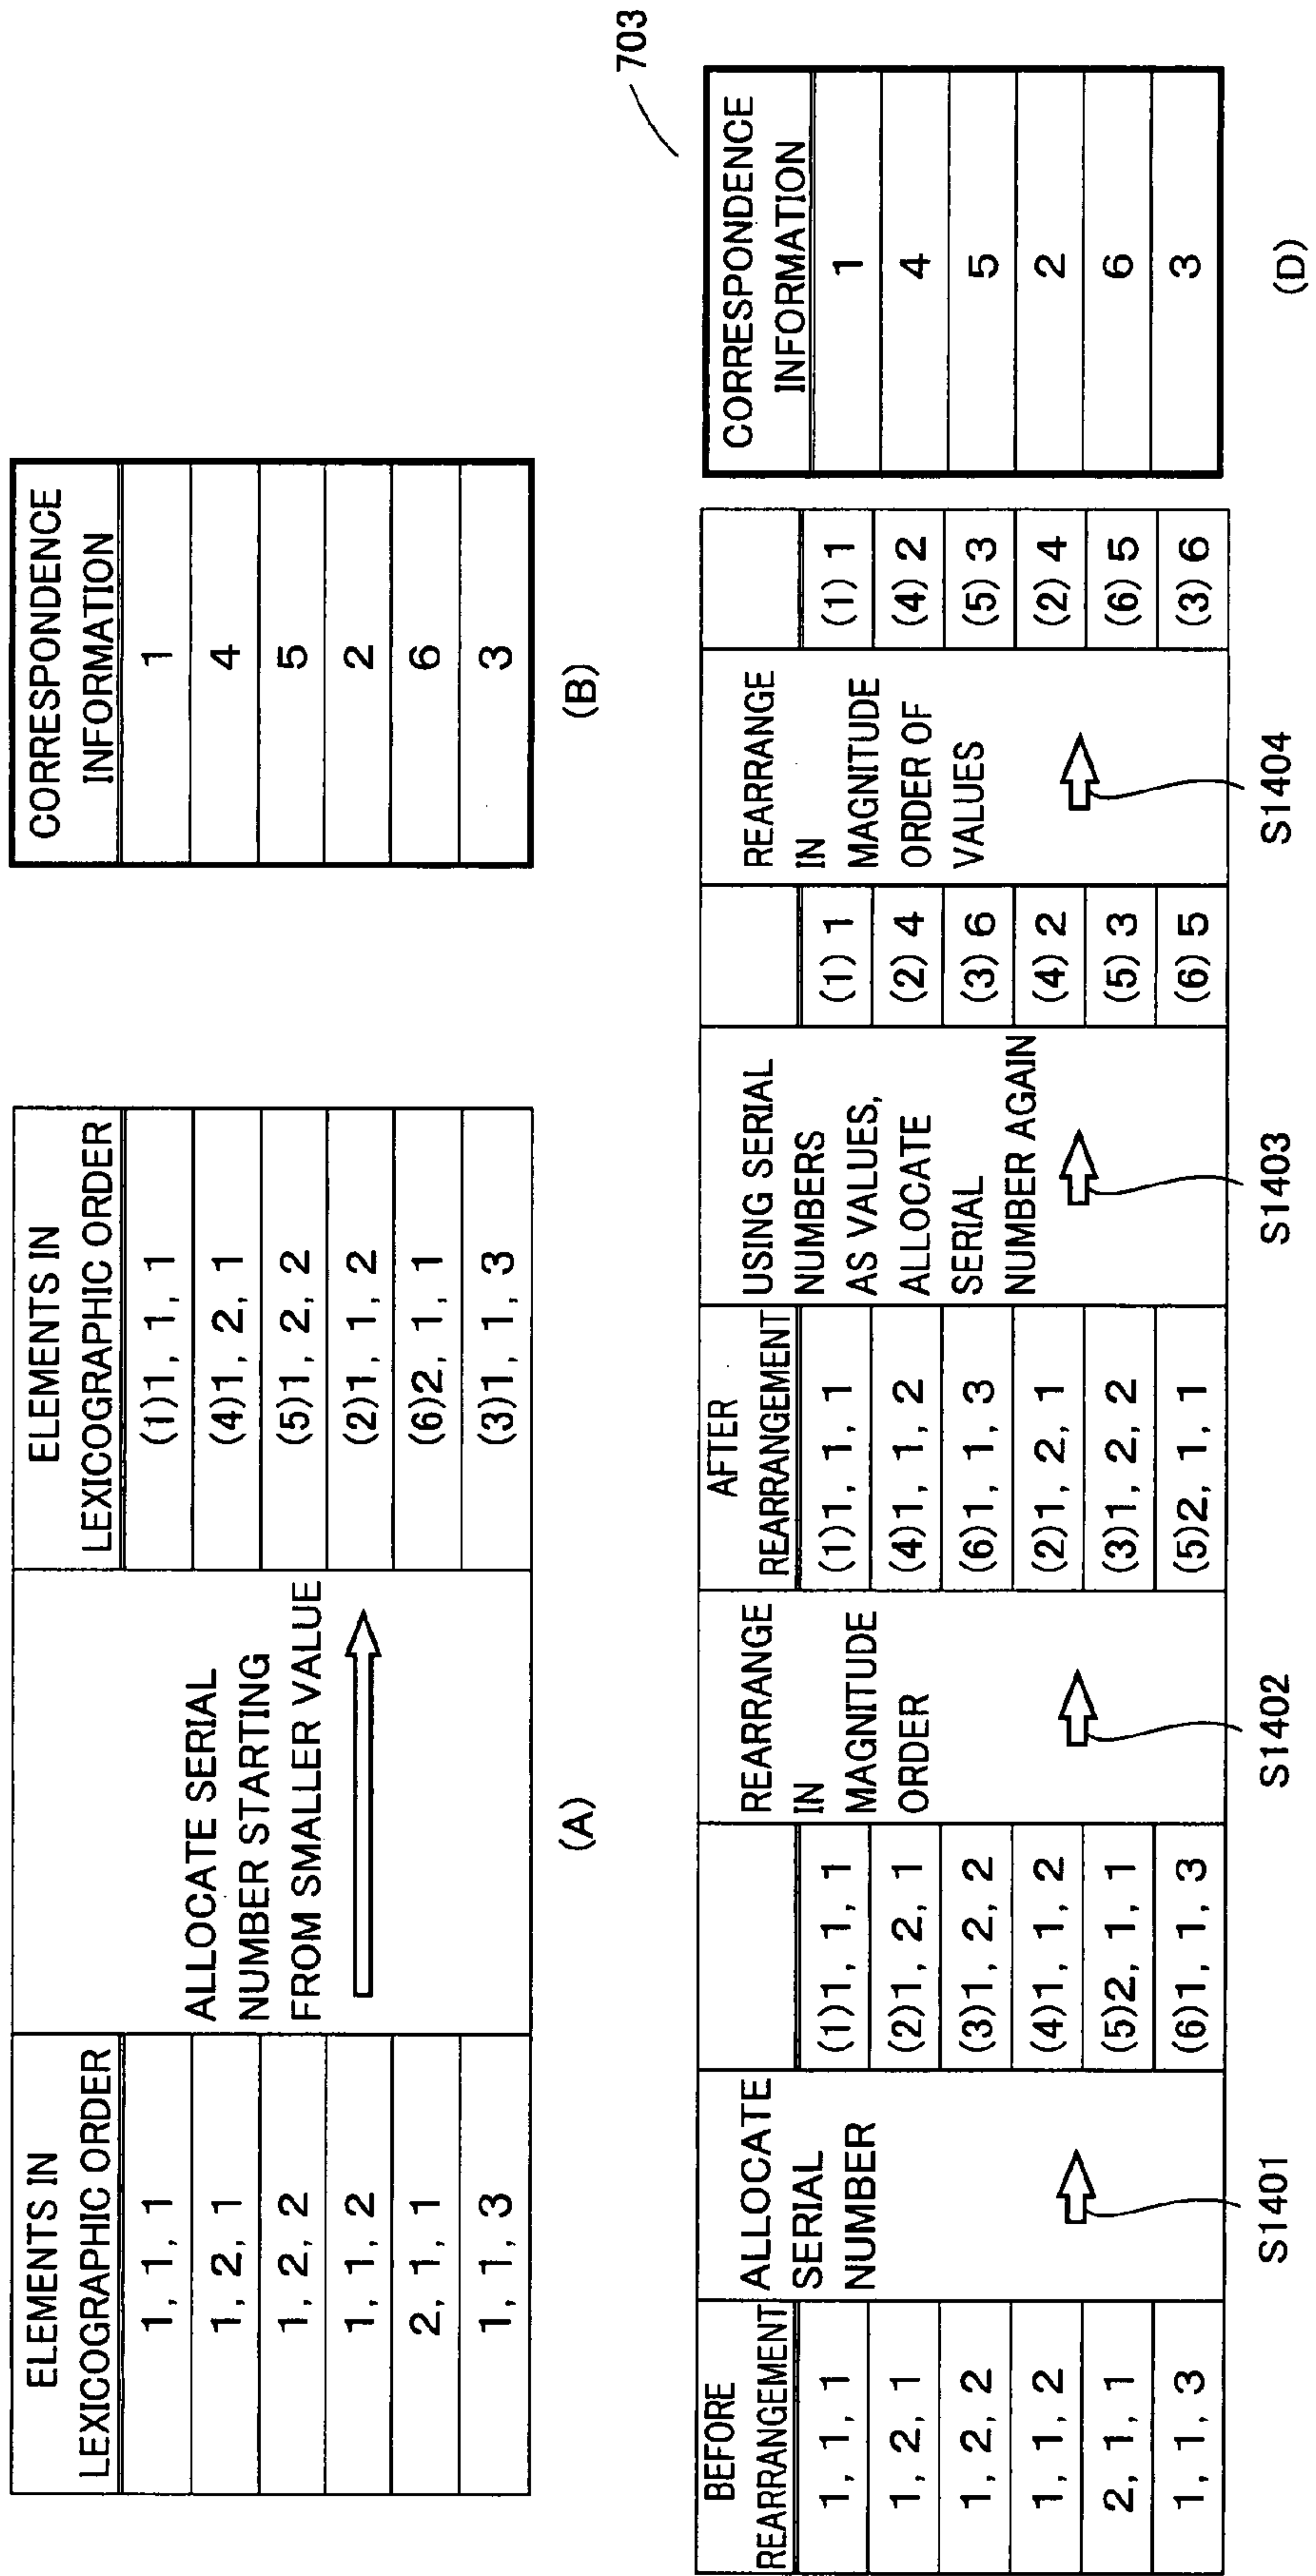 ELEMENTS IN
LEXICOGRAPHIC ORDER
1, 1, 1
1, 2, 1
1, 2, 2
1, 1, 2
2, 1, 1
1, 1, 3
ALLOCATE SERIAL
NUMBER STARTING
FROM SMALLER VALUE
ELEMENTS IN
LEXICOGRAPHIC ORDER
(1)1, 1, 1
(4)1, 2, 1
(5)1, 2, 2
(2)1, 1, 2
(6)2, 1, 1
(3)1, 1, 3
(A)
CORRESPONDENCE
INFORMATION
1
4
5
2
6
3
(B)
BEFORE
REARRANGEMENT
1, 1, 1
1, 2, 1
1, 2, 2
1, 1, 2
2, 1, 1
1, 1, 3
ALLOCATE
SERIAL
NUMBER
S1401
(1)1, 1, 1
(2)1, 2, 1
(3)1, 2, 2
(4)1, 1, 2
(5)2, 1, 1
(6)1, 1, 3
REARRANGE
IN
MAGNITUDE
ORDER
S1402
AFTER
REARRANGEMENT
(1)1, 1, 1
(4)1, 1, 2
(6)1, 1, 3
(2)1, 2, 1
(3)1, 2, 2
(5)2, 1, 1
USING SERIAL
NUMBERS
AS VALUES,
ALLOCATE
SERIAL
NUMBER AGAIN
S1403
(1) 1
(2) 4
(3) 6
(4) 2
(5) 3
(6) 5
REARRANGE
IN
MAGNITUDE
ORDER OF
VALUES
S1404
(1) 1
(4) 2
(5) 3
(2) 4
(6) 5
(3) 6
703
CORRESPONDENCE
INFORMATION
1
4
5
2
6
3
(D)